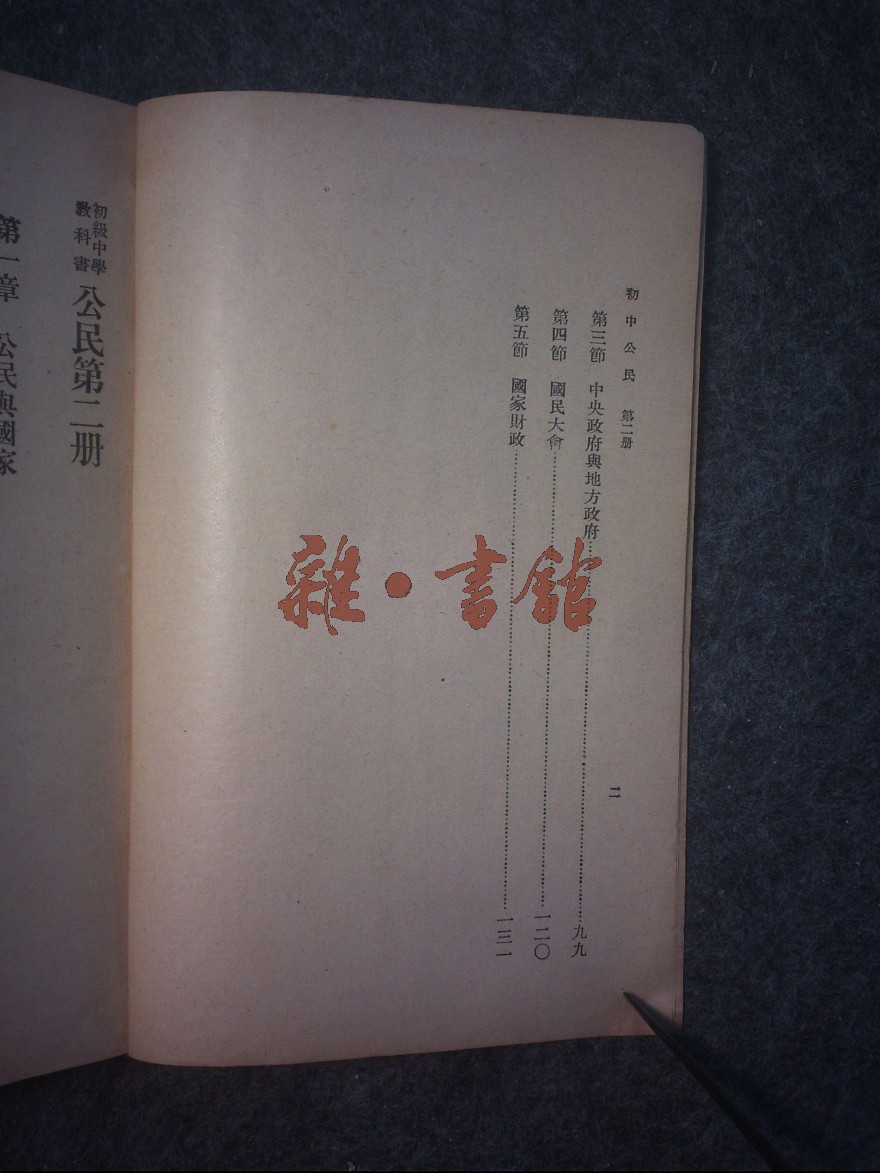 初中公民　第二册
二
第三節　中央政府與地方政府……九九
第四節　國民大會……一二〇
第五節　國家財政……一三一
初級中學
教科書
公民第二册
第一章　公民與國家
雜·書館